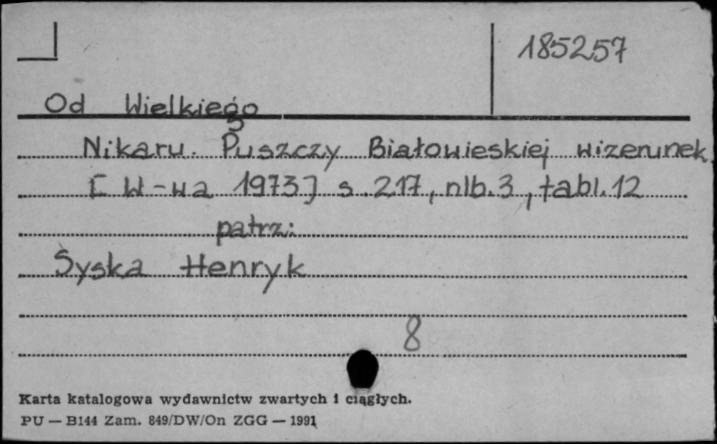 185257
Od Wielkiego
Nikaru. Puszczy Białowieskiej wizerunek.
[W-wa 1973] s. 217, nlb. 3, tabl. 12
patrz:
Syska Henryk
8
Karta katalogowa wydawnictw zwartych i ciągłych.
PU — B144 Zam. 849/DW/On ZGG — 1991